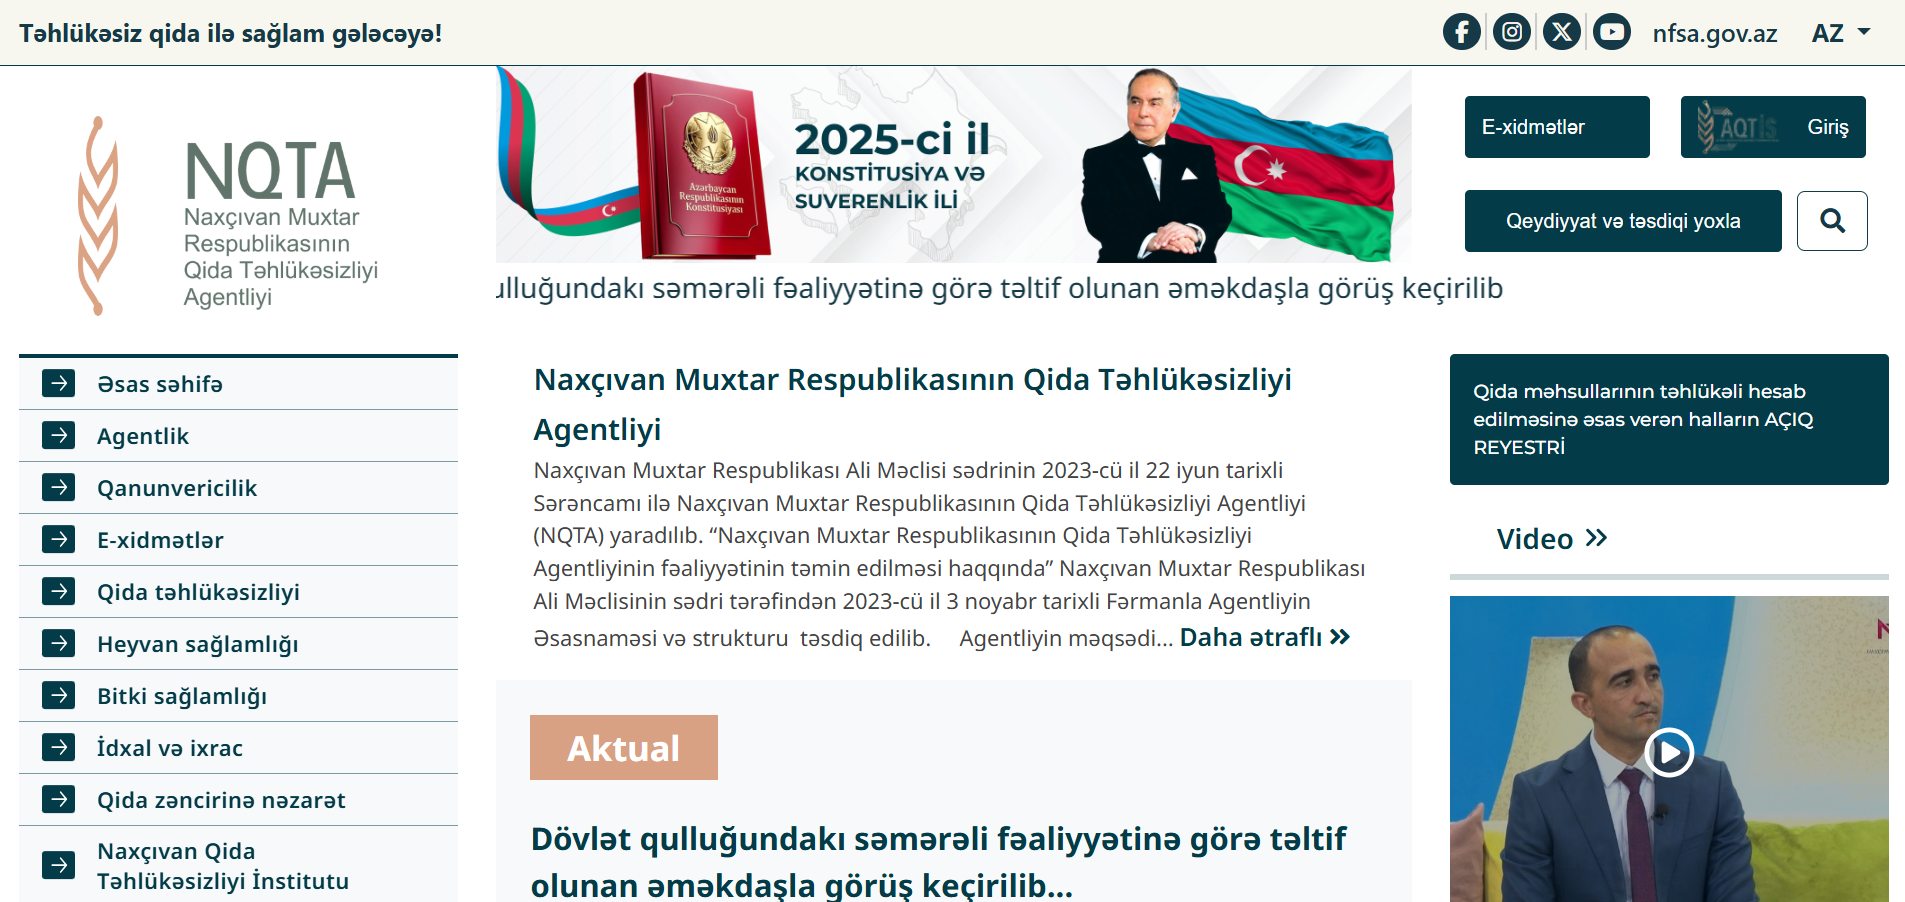 Təhlükəsiz qida ilə sağlam gələcəyə!
nfsa.gov.az
AZ
NQTA
Naxçıvan Muxtar
Respublikasının
Qida Təhlükəsizliyi
Agentliyi
Azərbaycan
Respublikasının
Konstitusiyası
2025-ci il
KONSTİTUSİYA VƏ
SUVERENLİK İLİ
E-xidmətlər
AQTİS
Giriş
Qeydiyyat və təsdiqi yoxla
ulluğundakı səmərəli fəaliyyətinə görə təltif olunan əməkdaşla görüş keçirilib
Əsas səhifə
Agentlik
Qanunvericilik
E-xidmətlər
Qida təhlükəsizliyi
Heyvan sağlamlığı
Bitki sağlamlığı
İdxal və ixrac
Qida zəncirinə nəzarət
Naxçıvan Qida
Təhlükəsizliyi İnstitutu
Naxçıvan Muxtar Respublikasının Qida Təhlükəsizliyi
Agentliyi
Naxçıvan Muxtar Respublikası Ali Məclisi sədrinin 2023-cü il 22 iyun tarixli
Sərəncamı ilə Naxçıvan Muxtar Respublikasının Qida Təhlükəsizliyi Agentliyi
(NQTA) yaradılıb. “Naxçıvan Muxtar Respublikasının Qida Təhlükəsizliyi
Agentliyinin fəaliyyətinin təmin edilməsi haqqında” Naxçıvan Muxtar Respublikası
Ali Məclisinin sədri tərəfindən 2023-cü il 3 noyabr tarixli Fərmanla Agentliyin
Əsasnaməsi və strukturu təsdiq edilib. Agentliyin məqsədi... Daha ətraflı
Aktual
Dövlət qulluğundakı səmərəli fəaliyyətinə görə təltif
olunan əməkdaşla görüş keçirilib...
Qida məhsullarının təhlükəli hesab
edilməsinə əsas verən halların AÇIQ
REYESTRİ
Video